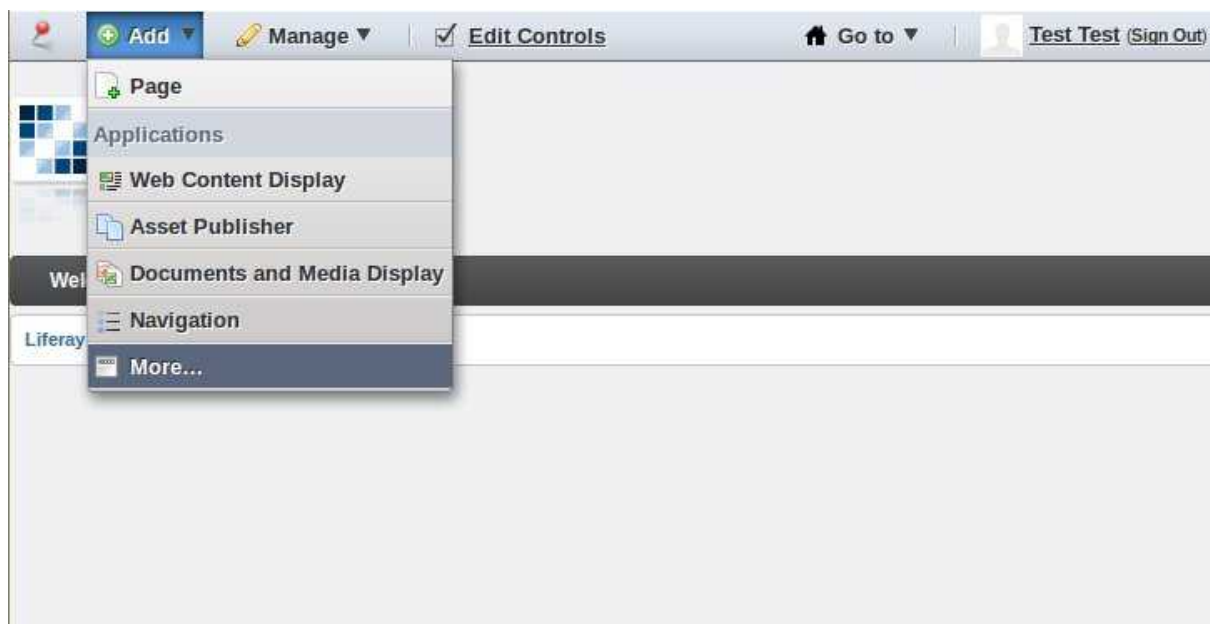 Add ▼ Manage ▼ Edit Controls Go to ▼ Test Test (Sign Out)
Page
Applications
Web Content Display
Asset Publisher
Documents and Media Display
Wel
Navigation
Liferay
More...